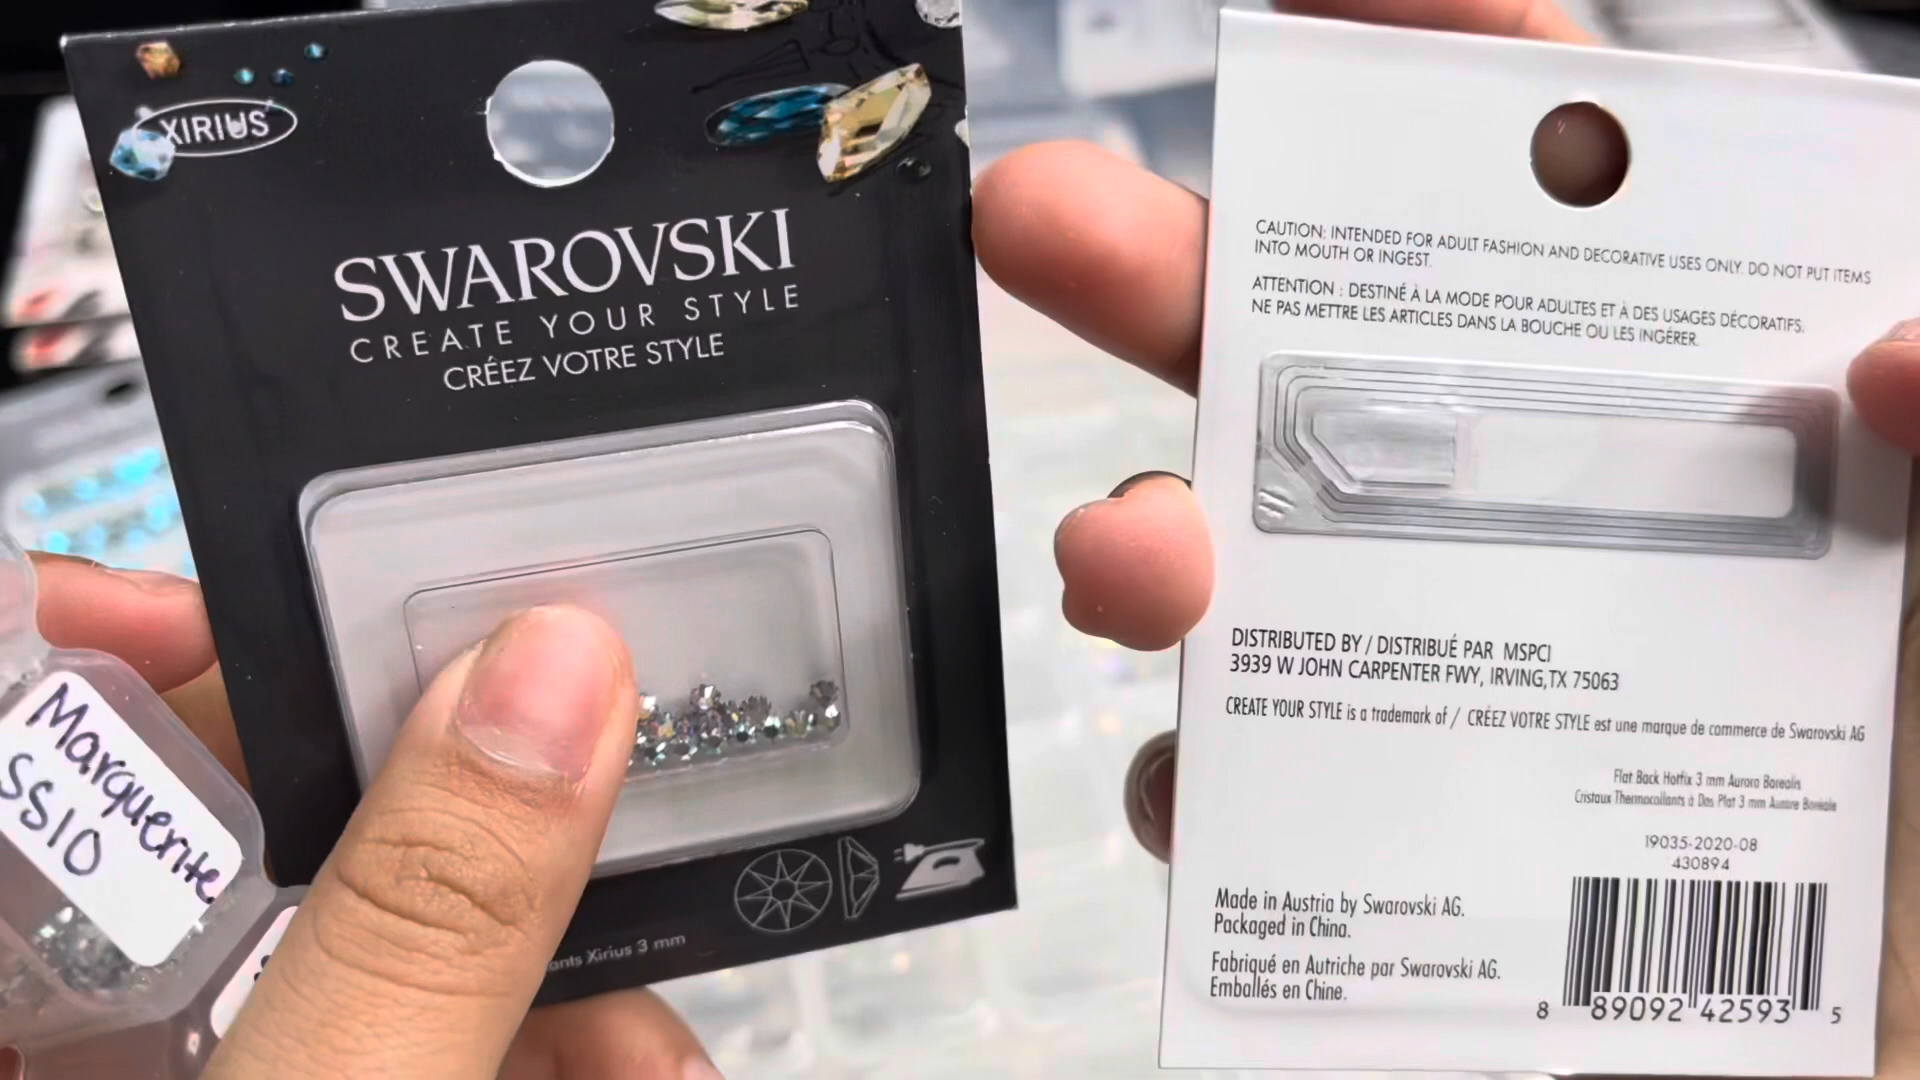 XIRIUS
SWAROVSKI
CREATE YOUR STYLE
CRÉEZ VOTRE STYLE
Xirius 3 mm
Marquerite
SS10
CAUTION: INTENDED FOR ADULT FASHION AND DECORATIVE USES ONLY. DO NOT PUT ITEMS
INTO MOUTH OR INGEST.
ATTENTION : DESTINÉ À LA MODE POUR ADULTES ET À DES USAGES DÉCORATIFS.
NE PAS METTRE LES ARTICLES DANS LA BOUCHE OU LES INGÉRER.
DISTRIBUTED BY / DISTRIBUÉ PAR MSPCI
3939 W JOHN CARPENTER FWY, IRVING,TX 75063
CREATE YOUR STYLE is a trademark of / CRÉEZ VOTRE STYLE est une marque de commerce de Swarovski AG
Flat Back Hotfix 3 mm Aurora Borealis
Cristaux Thermocollants à Dos Plat 3 mm Aurore Boréale
19035-2020-08
430894
Made in Austria by Swarovski AG.
Packaged in China.
Fabriqué en Autriche par Swarovski AG.
Emballés en Chine.
8 89092 42593 5